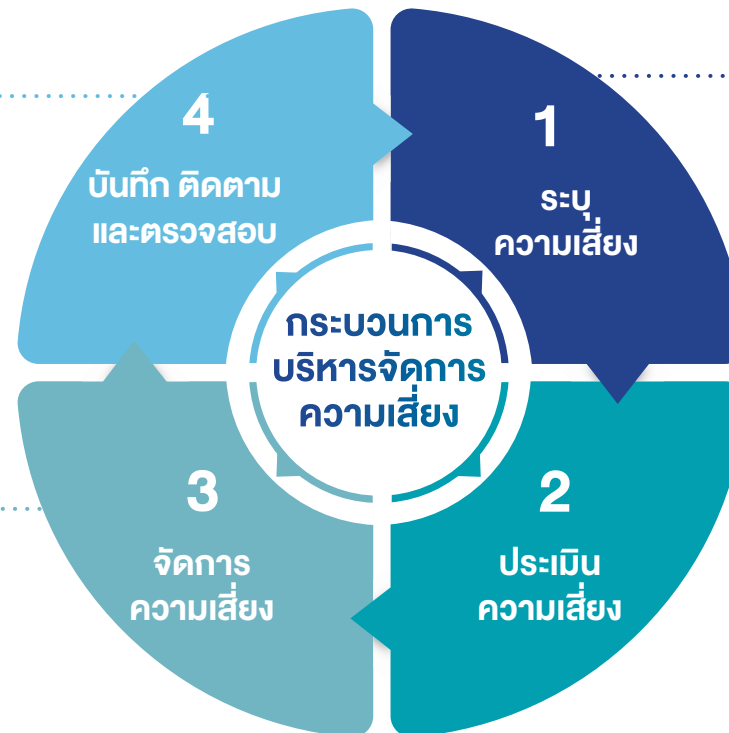 4
บันทึก ติดตาม
และตรวจสอบ
1
ระบุ
ความเสี่ยง
กระบวนการ
บริหารจัดการ
ความเสี่ยง
3
จัดการ
ความเสี่ยง
2
ประเมิน
ความเสี่ยง